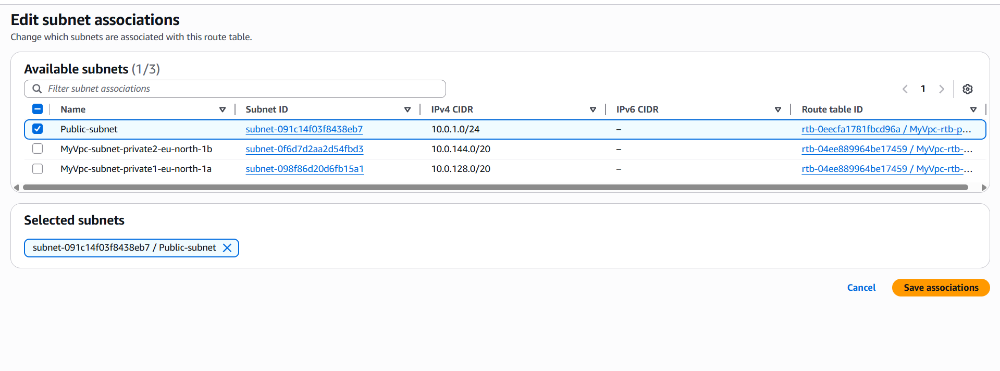 Edit subnet associations
Change which subnets are associated with this route table.
Available subnets (1/3)
Filter subnet associations
1
Name Subnet ID IPv4 CIDR IPv6 CIDR Route table ID
Public-subnet subnet-091c14f03f8438eb7 10.0.1.0/24 – rtb-0eecfa1781fbcd96a / MyVpc-rtb-p…
MyVpc-subnet-private2-eu-north-1b subnet-0f6d7d2aa2d54fbd3 10.0.144.0/20 – rtb-04ee889964be17459 / MyVpc-rtb-…
MyVpc-subnet-private1-eu-north-1a subnet-098f86d20d6fb15a1 10.0.128.0/20 – rtb-04ee889964be17459 / MyVpc-rtb-…
Selected subnets
subnet-091c14f03f8438eb7 / Public-subnet
Cancel Save associations